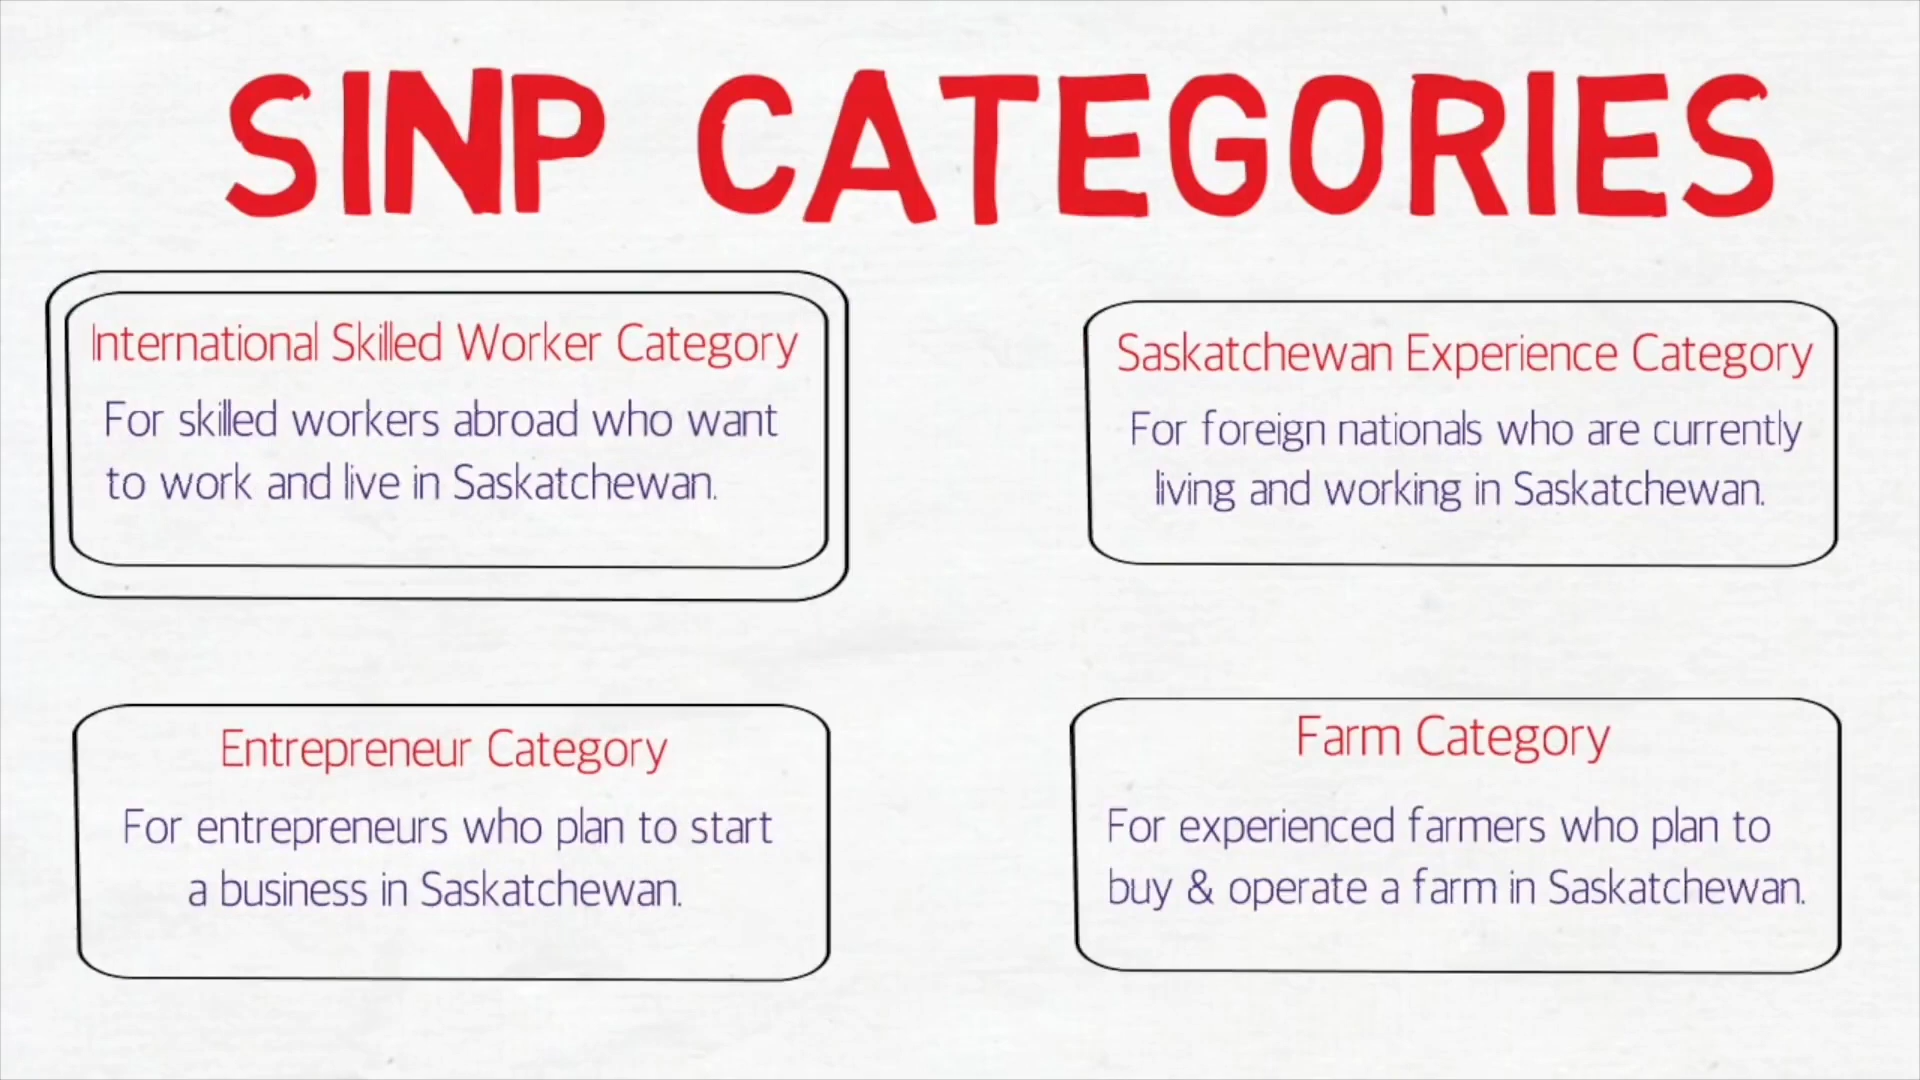 SINP CATEGORIES
International Skilled Worker Category
For skilled workers abroad who want
to work and live in Saskatchewan.
Saskatchewan Experience Category
For foreign nationals who are currently
living and working in Saskatchewan.
Entrepreneur Category
For entrepreneurs who plan to start
a business in Saskatchewan.
Farm Category
For experienced farmers who plan to
buy & operate a farm in Saskatchewan.